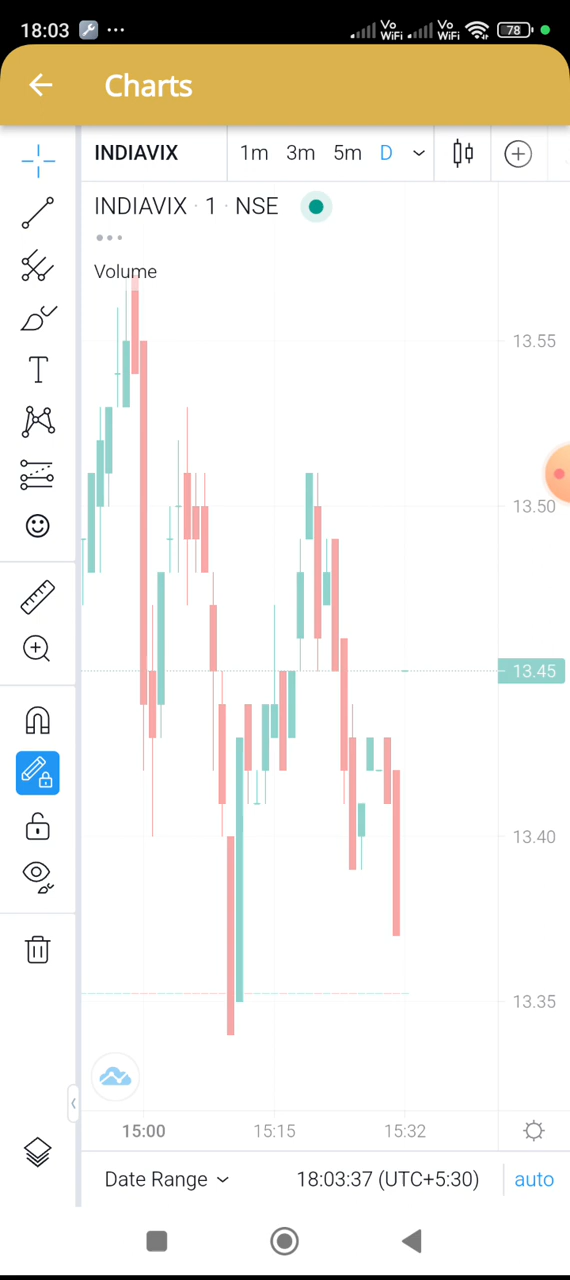 18:03 ... Vo WiFi Vo WiFi 78
Charts
INDIAVIX 1m 3m 5m D
INDIAVIX · 1 · NSE
Volume
13.55
13.50
13.45
13.40
13.35
15:00 15:15 15:32
Date Range 18:03:37 (UTC+5:30) auto